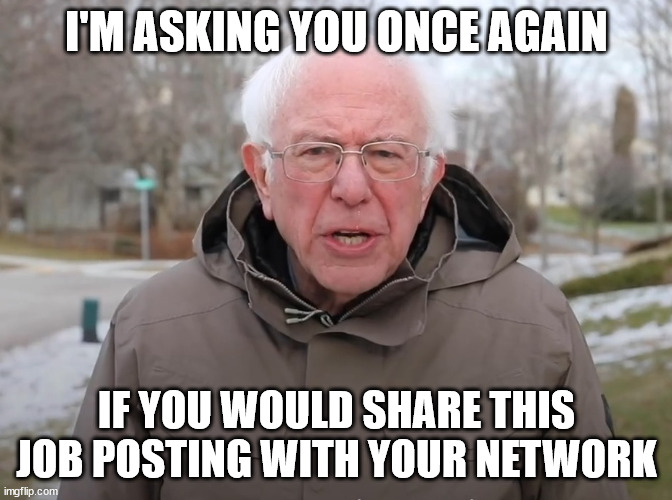 I'M ASKING YOU ONCE AGAIN
IF YOU WOULD SHARE THIS
JOB POSTING WITH YOUR NETWORK
imgflip.com